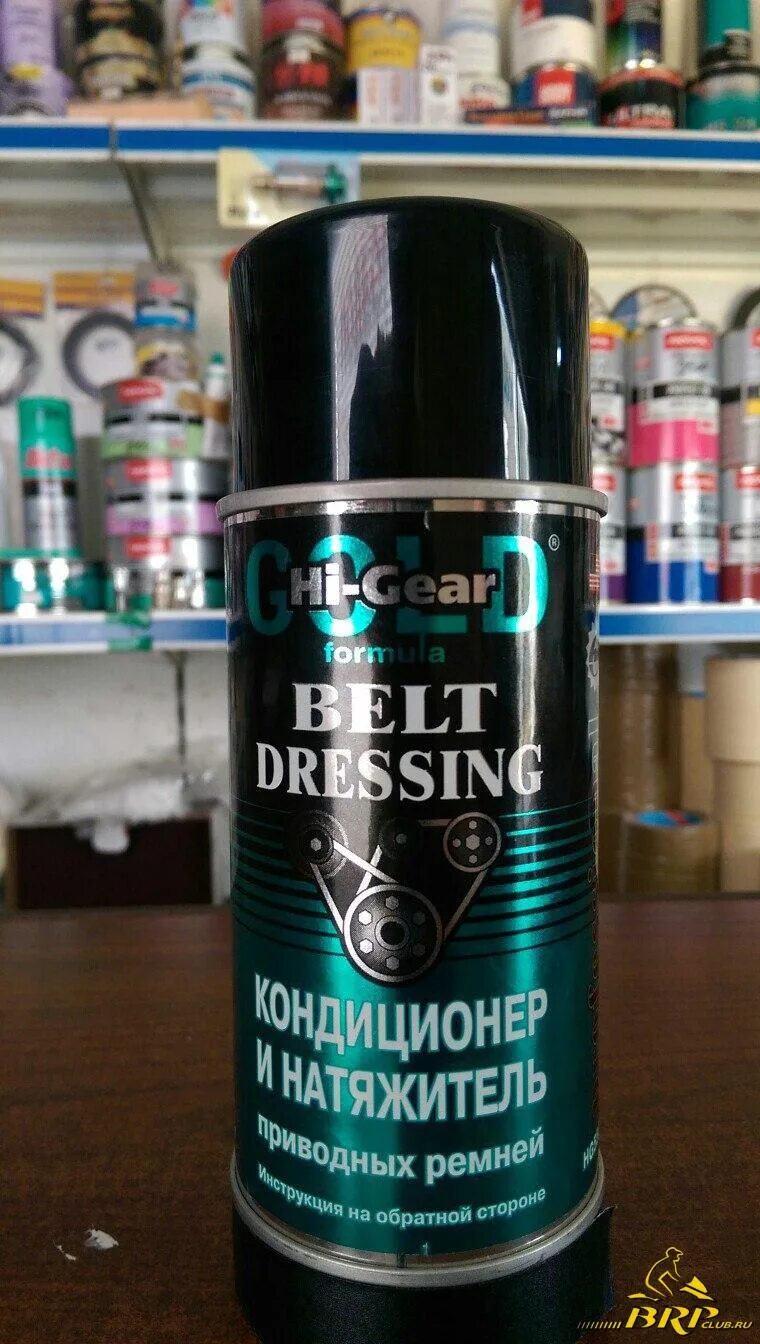 GOLD
Hi-Gear
®
formula
BELT
DRESSING
КОНДИЦИОНЕР
И НАТЯЖИТЕЛЬ
приводных ремней
Инструкция на обратной стороне
BRPCLUB.RU